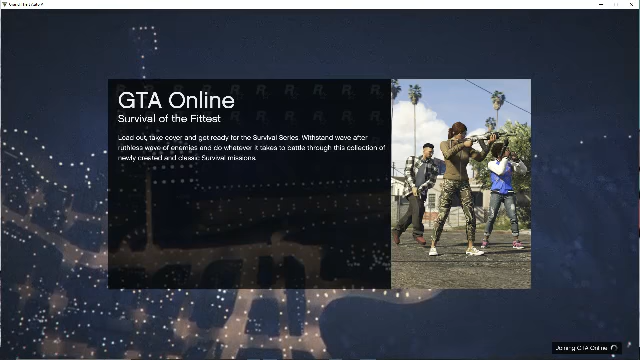 GTA Online
Survival of the Fittest
Load out, take cover and get ready for the Survival Series. Withstand wave after
ruthless wave of enemies and do whatever it takes to battle through this collection of
newly created and classic Survival missions.
Joining GTA Online